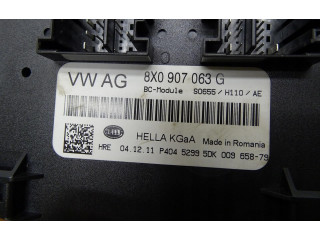 VW AG 8X0 907 063 G
BC-Module S0655 / H110 / AE
HELLA KGaA Made in Romania
HRE 04.12.11 P404 5299 5DK 009 658-79